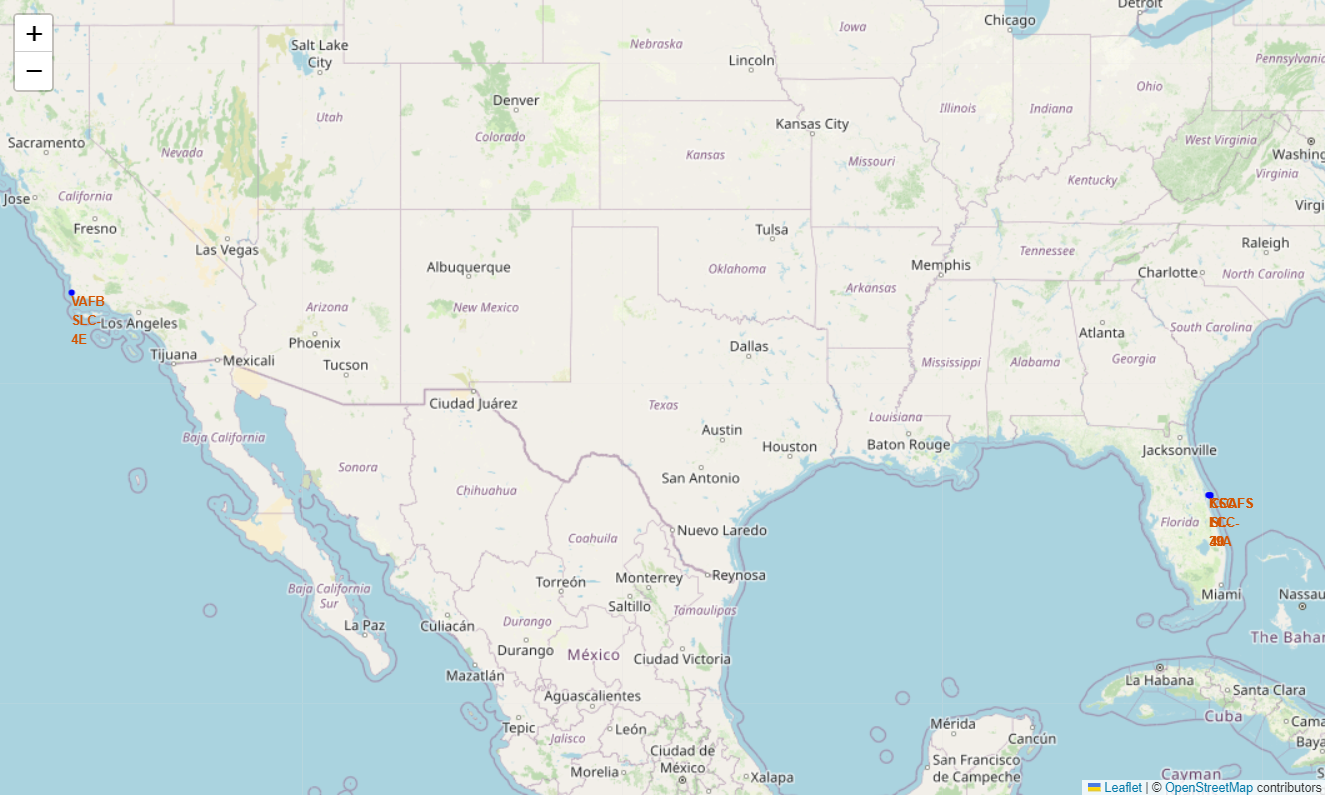 +
−
Detroit
Chicago
Iowa
Nebraska
Lincoln
Salt Lake
City
Pennsylvania
Ohio
Denver
Illinois
Indiana
Utah
Colorado
Kansas City
Sacramento
West Virginia
Nevada
Kansas
Missouri
Washing
Virginia
Kentucky
Jose
California
Virgi
Fresno
Tulsa
Las Vegas
Raleigh
Tennessee
Albuquerque
Oklahoma
Memphis
Charlotte
North Carolina
Arkansas
VAFB
SLC-
4E
Arizona
New Mexico
Los Angeles
South Carolina
Atlanta
Phoenix
Dallas
Tijuana
Mexicali
Tucson
Mississippi
Alabama
Georgia
Ciudad Juárez
Texas
Louisiana
Austin
Baja California
Houston
Baton Rouge
Jacksonville
Sonora
San Antonio
Chihuahua
Florida
Nuevo Laredo
Coahuila
Torreón
Monterrey
Reynosa
Baja California
Sur
Miami
Nassau
Saltillo
Tamaulipas
La Paz
Culiacán
Durango
The Bahar
Durango
México
Ciudad Victoria
Mazatlán
La Habana
Santa Clara
Aguascalientes
Cuba
Tepic
León
Mérida
Cama
Jalisco
Cancún
Baya
Ciudad de
México
San Francisco
de Campeche
Morelia
Xalapa
Cayman
Leaflet | © OpenStreetMap contributors